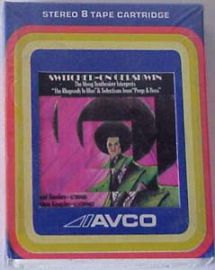 STEREO 8 TAPE CARTRIDGE
SWITCHED-ON GERSHWIN
The Moog Synthesizer Interprets
"The Rhapsody In Blue" & Selections from "Porgy & Bess"
AVCO